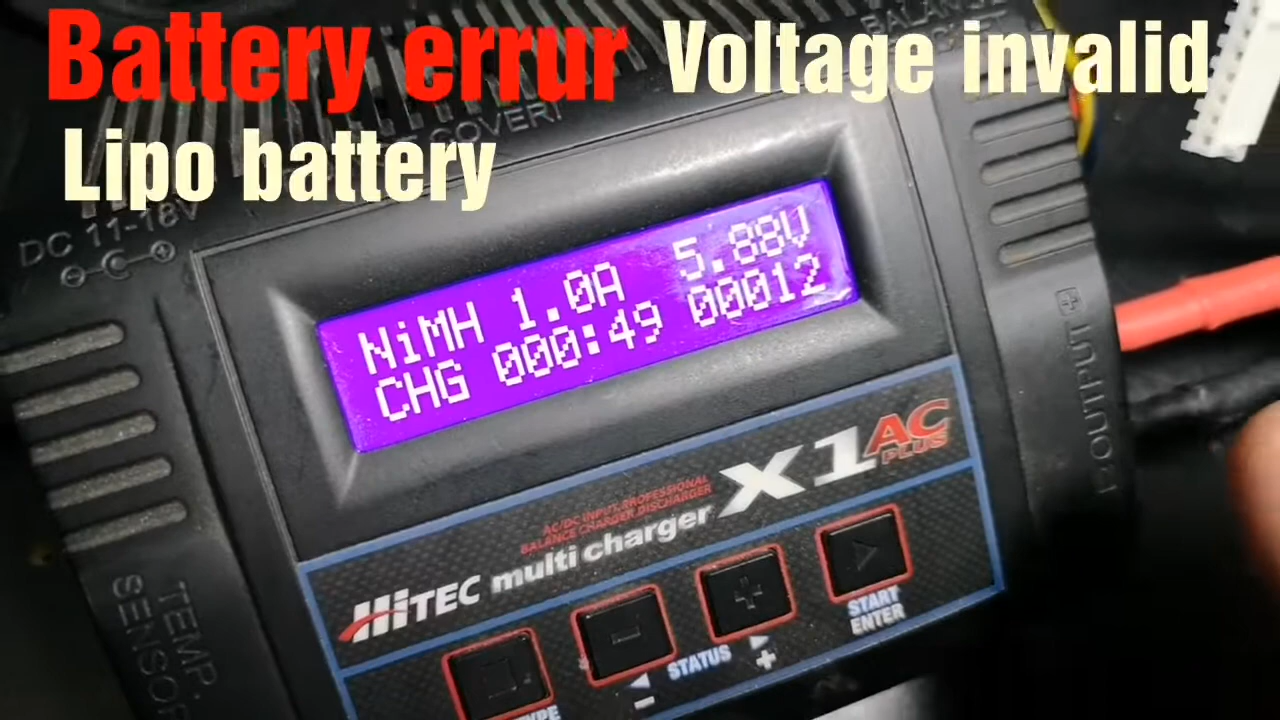 Battery errur
Voltage invalid
Lipo battery
BALANCE
COVER!
DC 11-18V
NiMH 1.0A 5.88V
CHG 000:49 00012
OUTPUT
AC/DC INPUT, PROFESSIONAL
BALANCE CHARGER DISCHARGER
X1 AC
PLUS
HiTEC multi charger
STATUS
START
ENTER
TEMP.
SENSOR